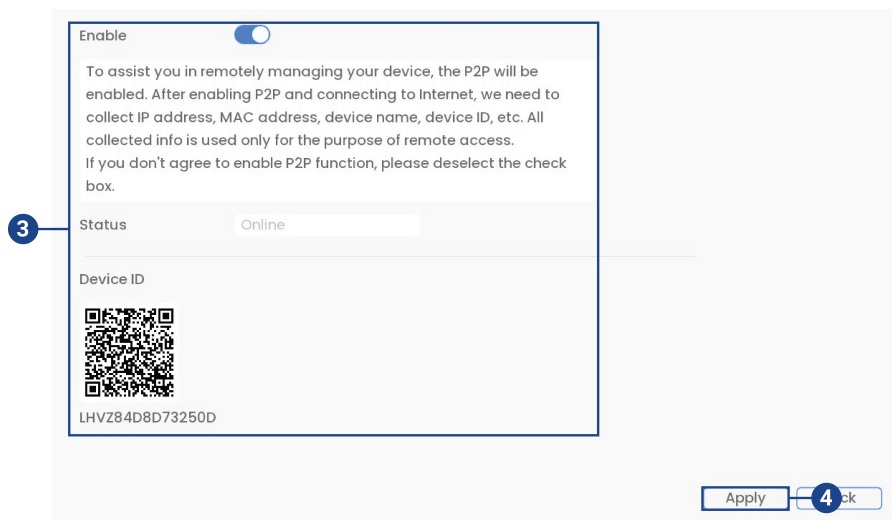 Enable
To assist you in remotely managing your device, the P2P will be
enabled. After enabling P2P and connecting to Internet, we need to
collect IP address, MAC address, device name, device ID, etc. All
collected info is used only for the purpose of remote access.
If you don't agree to enable P2P function, please deselect the check
box.
3
Status Online
Device ID
LHVZ84D8D73250D
Apply 4 ck